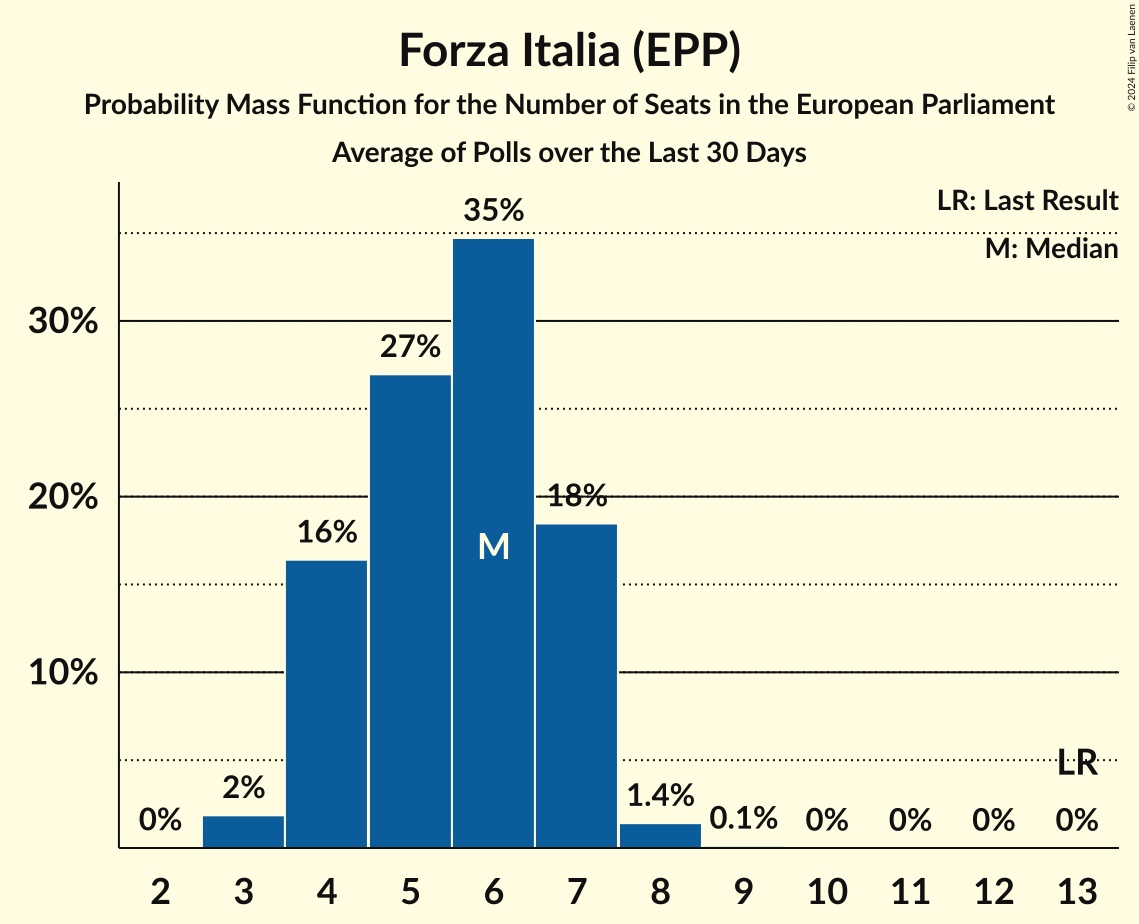 Forza Italia (EPP)
Probability Mass Function for the Number of Seats in the European Parliament
Average of Polls over the Last 30 Days
© 2024 Filip van Laenen
LR: Last Result
M: Median
35%
30%
27%
20%
18%
16%
M
10%
LR
2%
1.4%
0%
0.1%
0%
0%
0%
0%
2 3 4 5 6 7 8 9 10 11 12 13